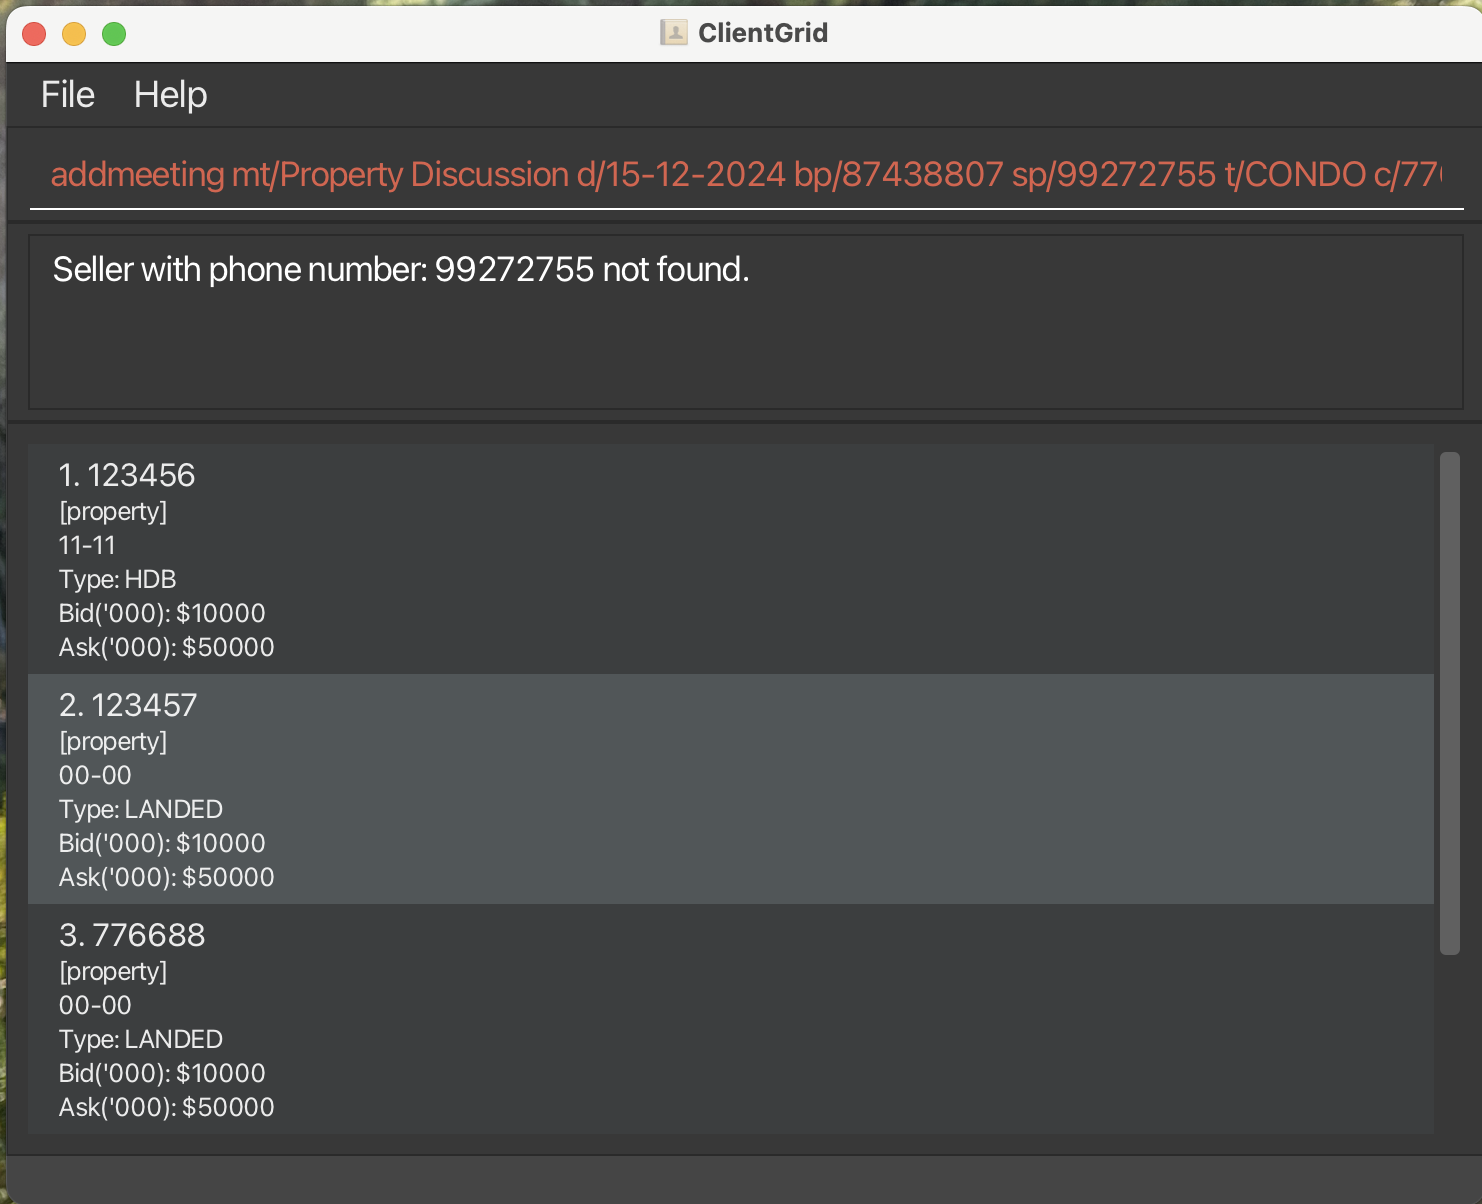 ClientGrid
File Help
addmeeting mt/Property Discussion d/15-12-2024 bp/87438807 sp/99272755 t/CONDO c/77
Seller with phone number: 99272755 not found.
1. 123456
[property]
11-11
Type: HDB
Bid('000): $10000
Ask('000): $50000
2. 123457
[property]
00-00
Type: LANDED
Bid('000): $10000
Ask('000): $50000
3. 776688
[property]
00-00
Type: LANDED
Bid('000): $10000
Ask('000): $50000